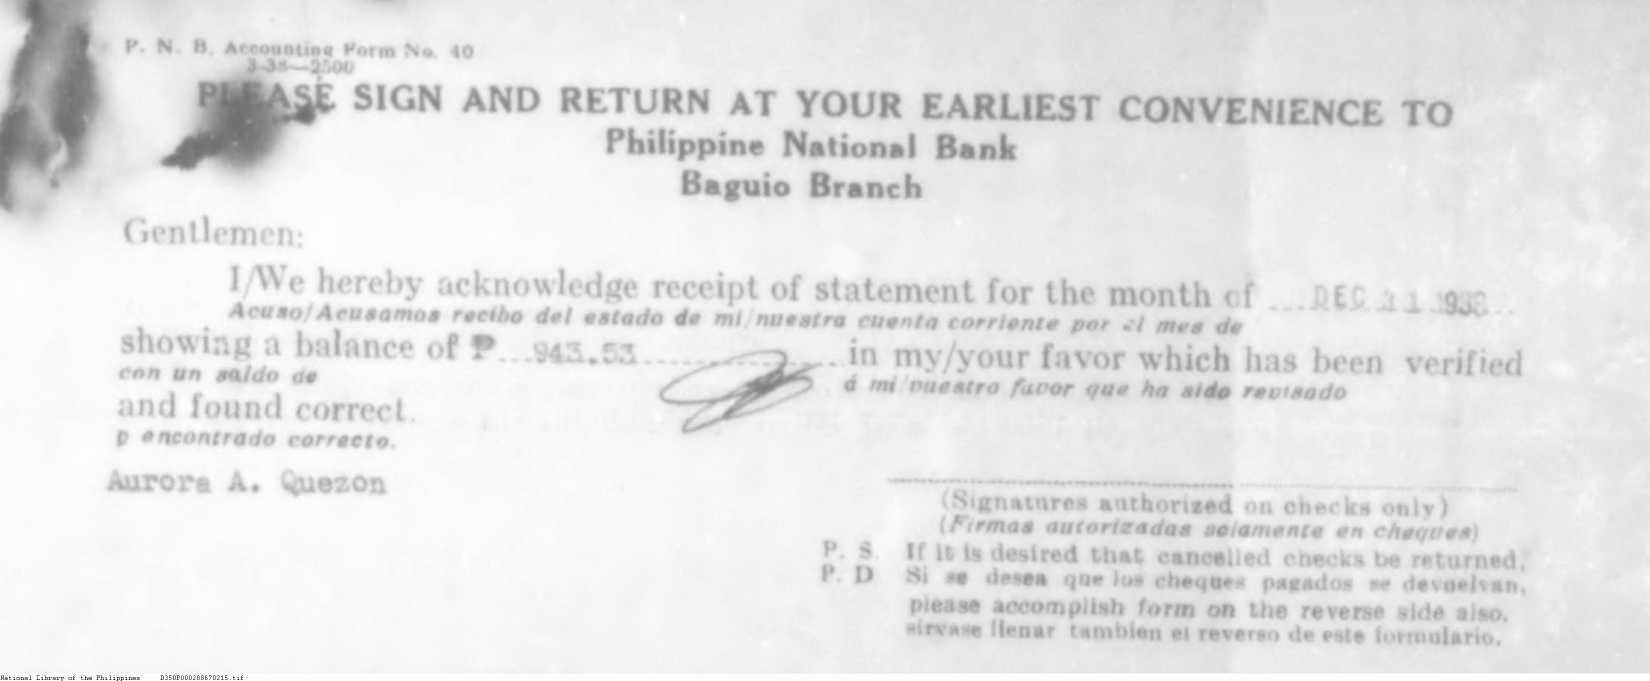 P. N. B. Accounting Form No. 40
3-38—2500
PLEASE SIGN AND RETURN AT YOUR EARLIEST CONVENIENCE TO
Philippine National Bank
Baguio Branch
Gentlemen:
I/We hereby acknowledge receipt of statement for the month of ...DEC 31 1938..
Acuso/Acusamos recibo del estado de mi/nuestra cuenta corriente por el mes de
showing a balance of ₱...943.53.................in my/your favor which has been verified
con un saldo de á mi/nuestro favor que ha sido revisado
and found correct.
p encontrado correcto.
Aurora A. Quezon
(Signatures authorized on checks only)
(Firmas autorizadas solamente en cheques)
P. S. If it is desired that cancelled checks be returned,
P. D Si se desea que los cheques pagados se devuelvan,
please accomplish form on the reverse side also.
sirvase llenar tambien el reverso de este formulario.
National Library of the Philippines D350P000288670215.tif